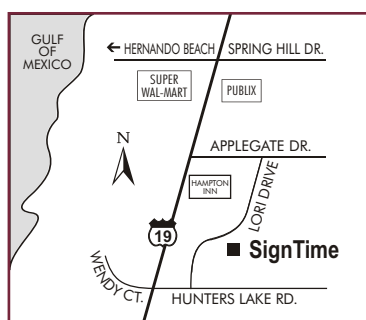 GULF
OF
MEXICO
← HERNANDO BEACH
SPRING HILL DR.
SUPER
WAL-MART
PUBLIX
N
APPLEGATE DR.
HAMPTON
INN
LORI DRIVE
19
SignTime
WENDY CT.
HUNTERS LAKE RD.